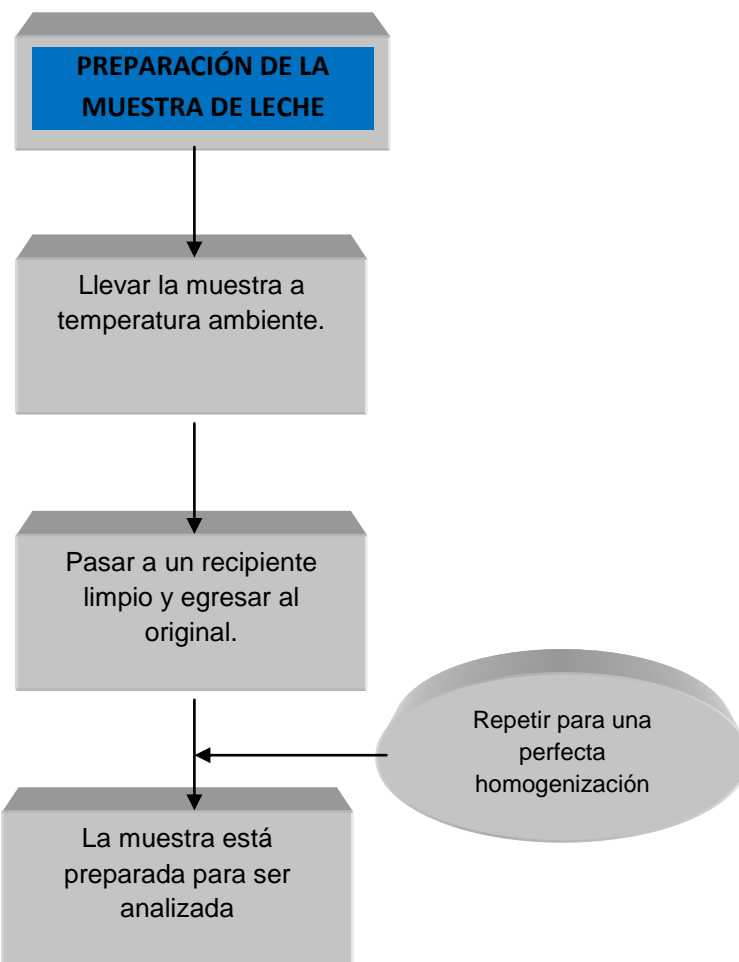 PREPARACIÓN DE LA
MUESTRA DE LECHE
Llevar la muestra a
temperatura ambiente.
Pasar a un recipiente
limpio y egresar al
original.
Repetir para una
perfecta
homogenización
La muestra está
preparada para ser
analizada